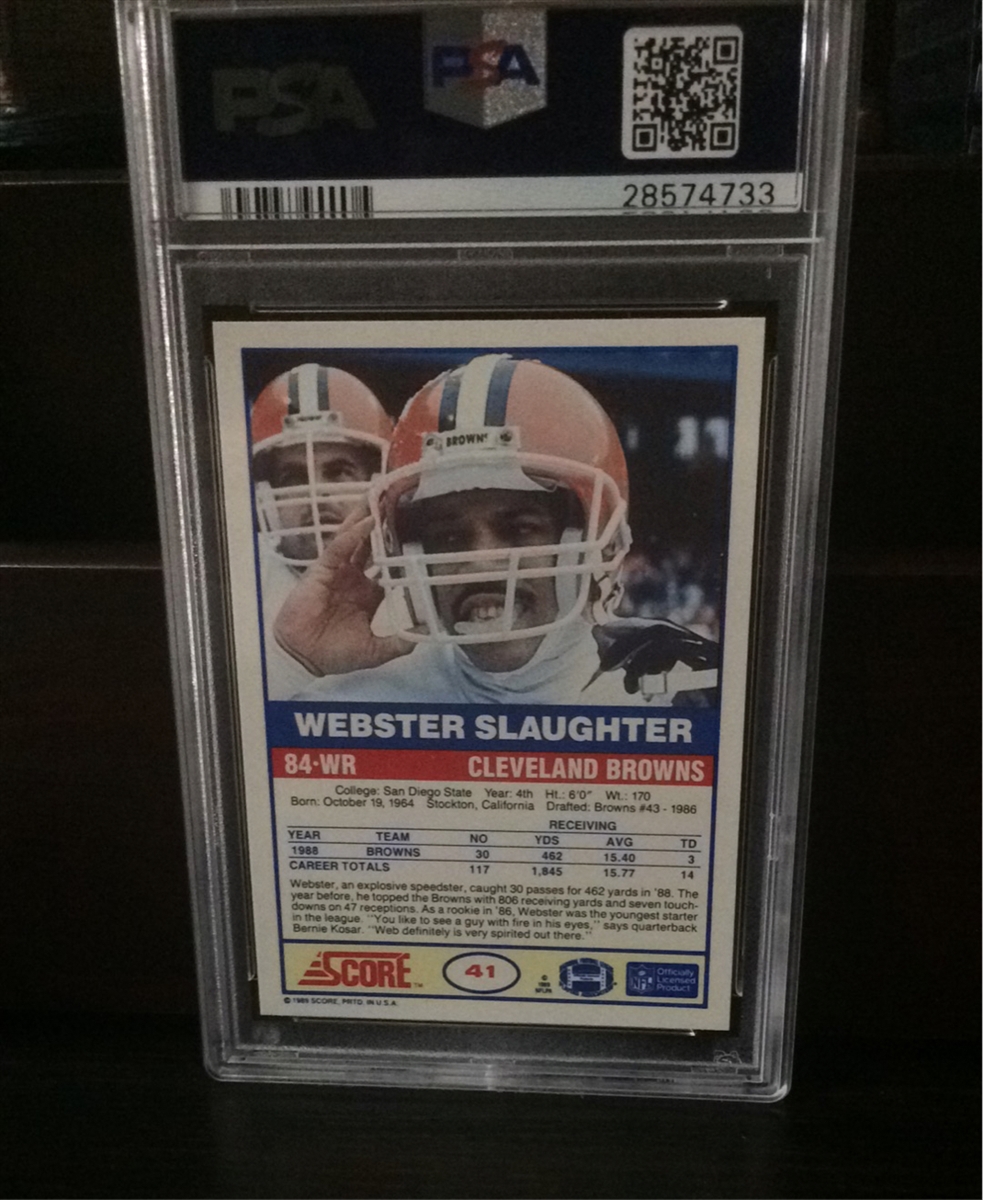 PSA PSA
28574733
BROWNS
WEBSTER SLAUGHTER
84·WR CLEVELAND BROWNS
College: San Diego State Year: 4th Ht.: 6'0" Wt.: 170
Born: October 19, 1964 Stockton, California Drafted: Browns #43 - 1986
RECEIVING
YEAR TEAM NO YDS AVG TD
1988 BROWNS 30 462 15.40 3
CAREER TOTALS 117 1,845 15.77 14
Webster, an explosive speedster, caught 30 passes for 462 yards in '88. The
year before, he topped the Browns with 806 receiving yards and seven touch-
downs on 47 receptions. As a rookie in '86, Webster was the youngest starter
in the league. "You like to see a guy with fire in his eyes," says quarterback
Bernie Kosar. "Web definitely is very spirited out there."
SCORE™ 41 © 1989 NFLPA NFL Officially
Licensed
Product
© 1989 SCORE, PRTD. IN U.S.A.